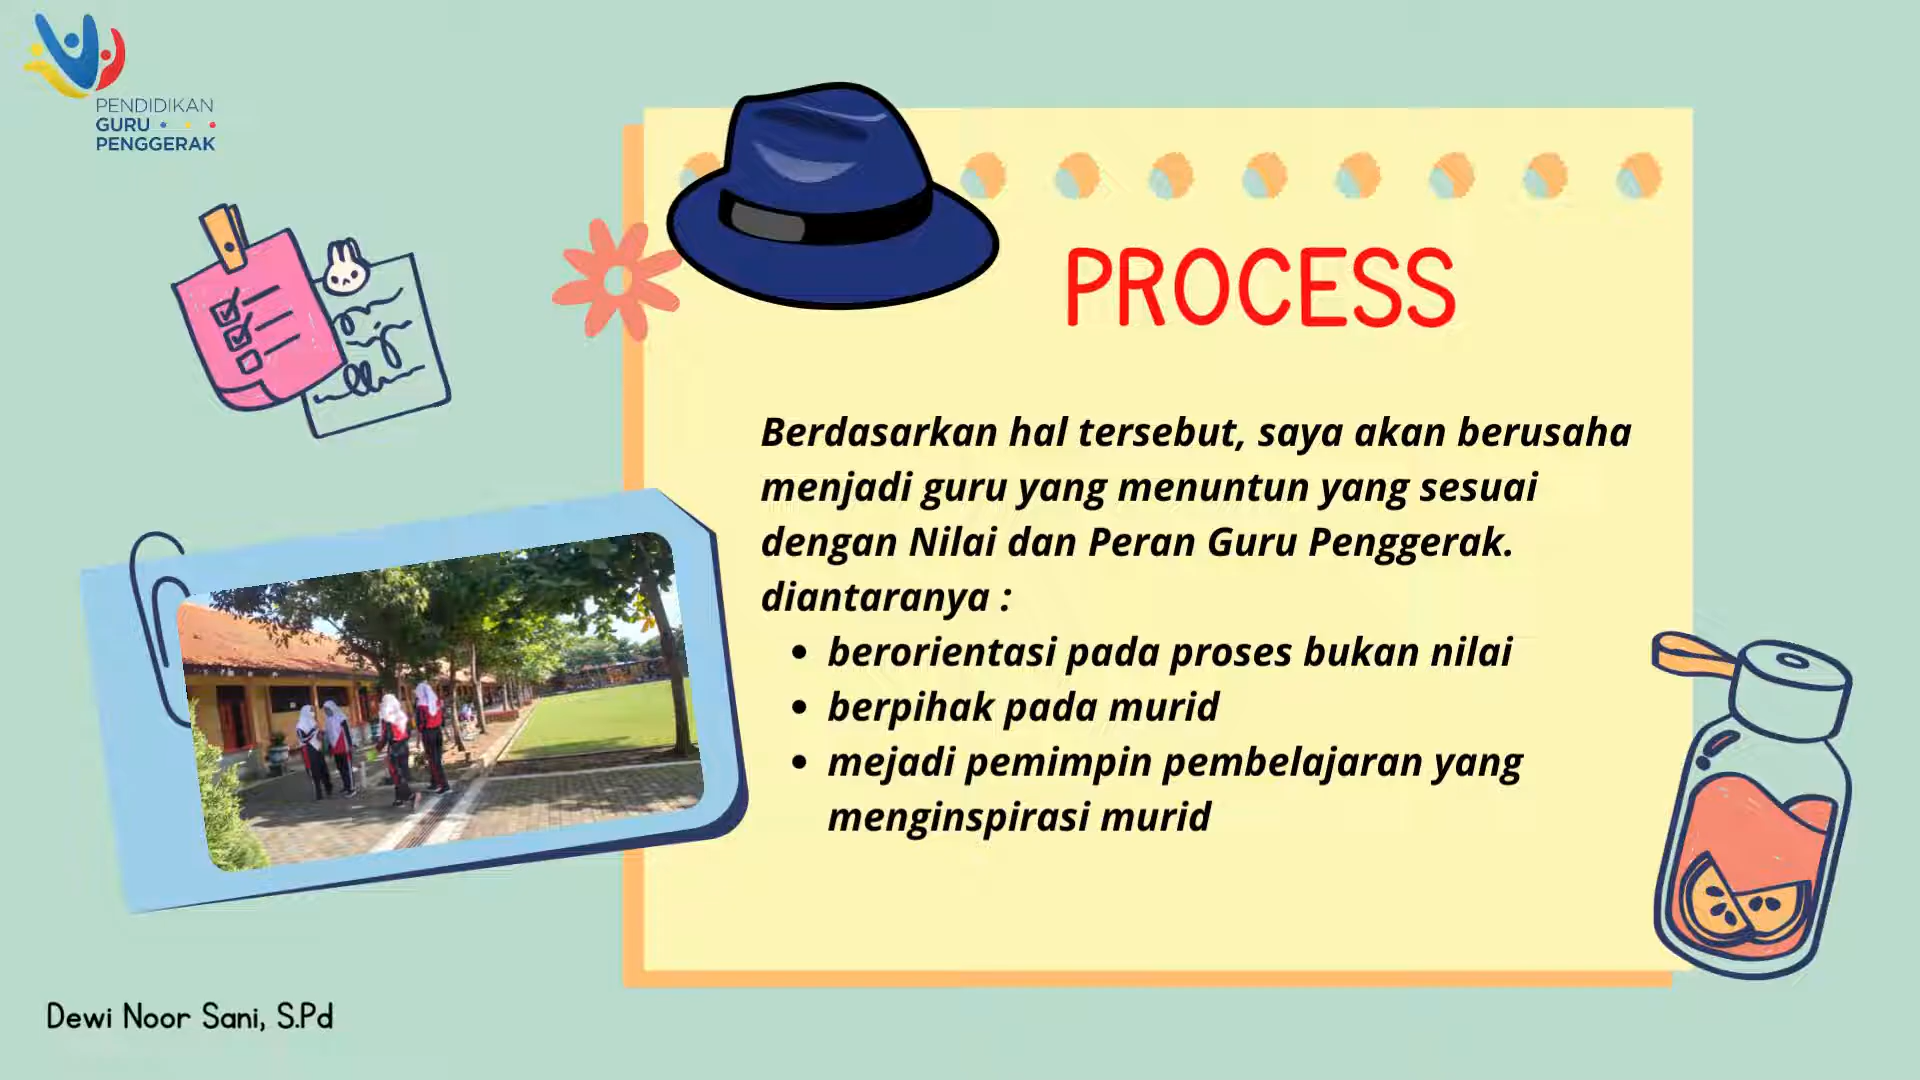 PENDIDIKAN
GURU
PENGGERAK
PROCESS
Berdasarkan hal tersebut, saya akan berusaha
menjadi guru yang menuntun yang sesuai
dengan Nilai dan Peran Guru Penggerak.
diantaranya :
• berorientasi pada proses bukan nilai
• berpihak pada murid
• mejadi pemimpin pembelajaran yang
menginspirasi murid
Dewi Noor Sani, S.Pd